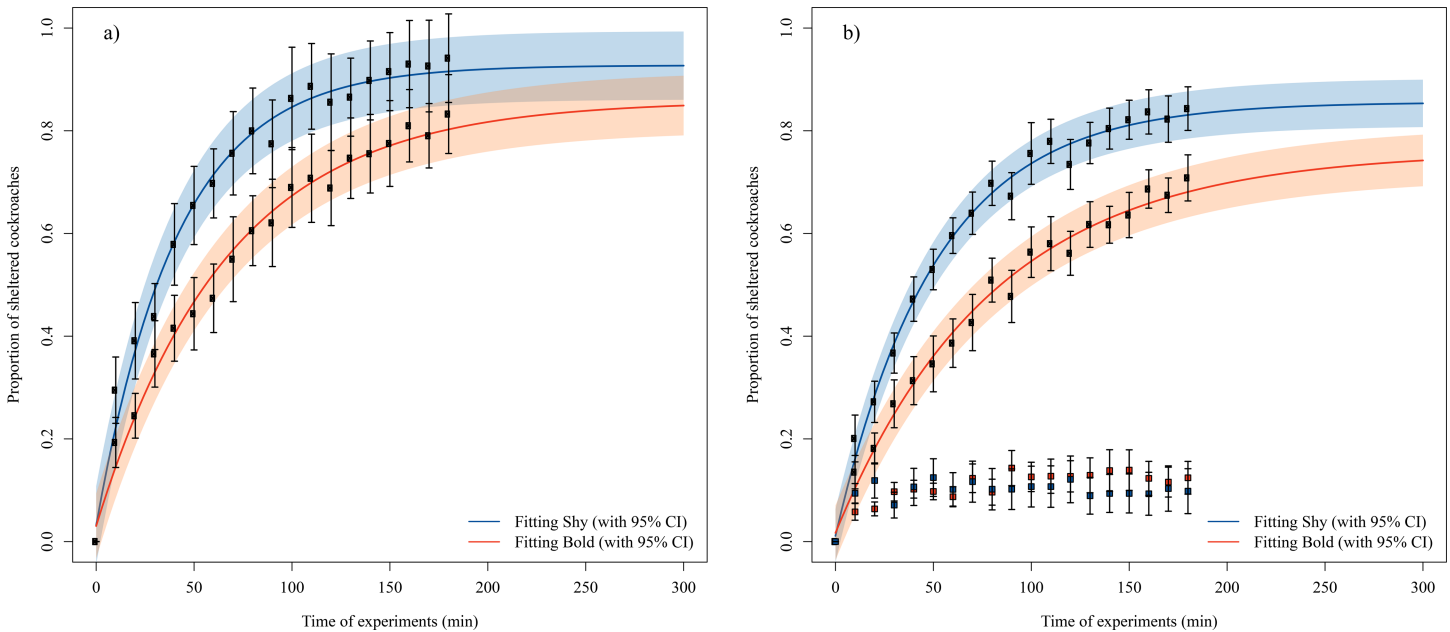 a)
Proportion of sheltered cockroaches
1.0
0.8
0.6
0.4
0.2
0.0
Fitting Shy (with 95% CI)
Fitting Bold (with 95% CI)
0 50 100 150 200 250 300
Time of experiments (min)
b)
Proportion of sheltered cockroaches
1.0
0.8
0.6
0.4
0.2
0.0
Fitting Shy (with 95% CI)
Fitting Bold (with 95% CI)
0 50 100 150 200 250 300
Time of experiments (min)